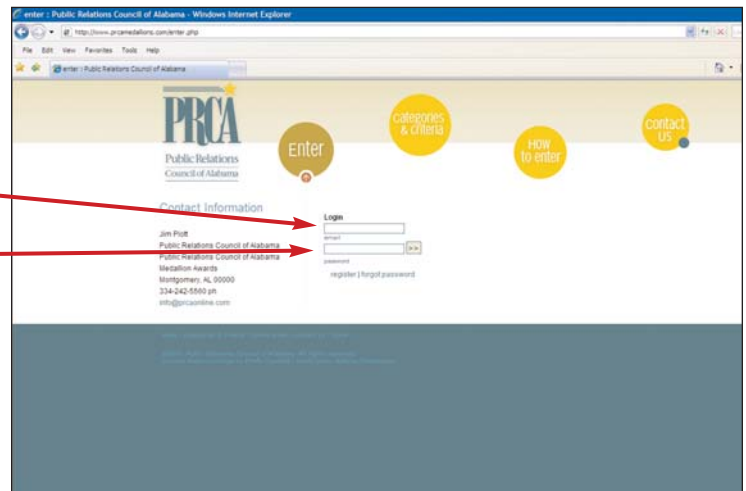 enter : Public Relations Council of Alabama - Windows Internet Explorer
http://www.prcamedallions.com/enter.php
File Edit View Favorites Tools Help
enter : Public Relations Council of Alabama
PRCA
Public Relations
Council of Alabama
Enter
categories
& criteria
HOW
to enter
contact
us
Contact Information
Jim Plott
Public Relations Council of Alabama
Public Relations Council of Alabama
Medallion Awards
Montgomery, AL 00000
334-242-5560 ph
info@prcaonline.com
Login
email
>>
password
register | forgot password